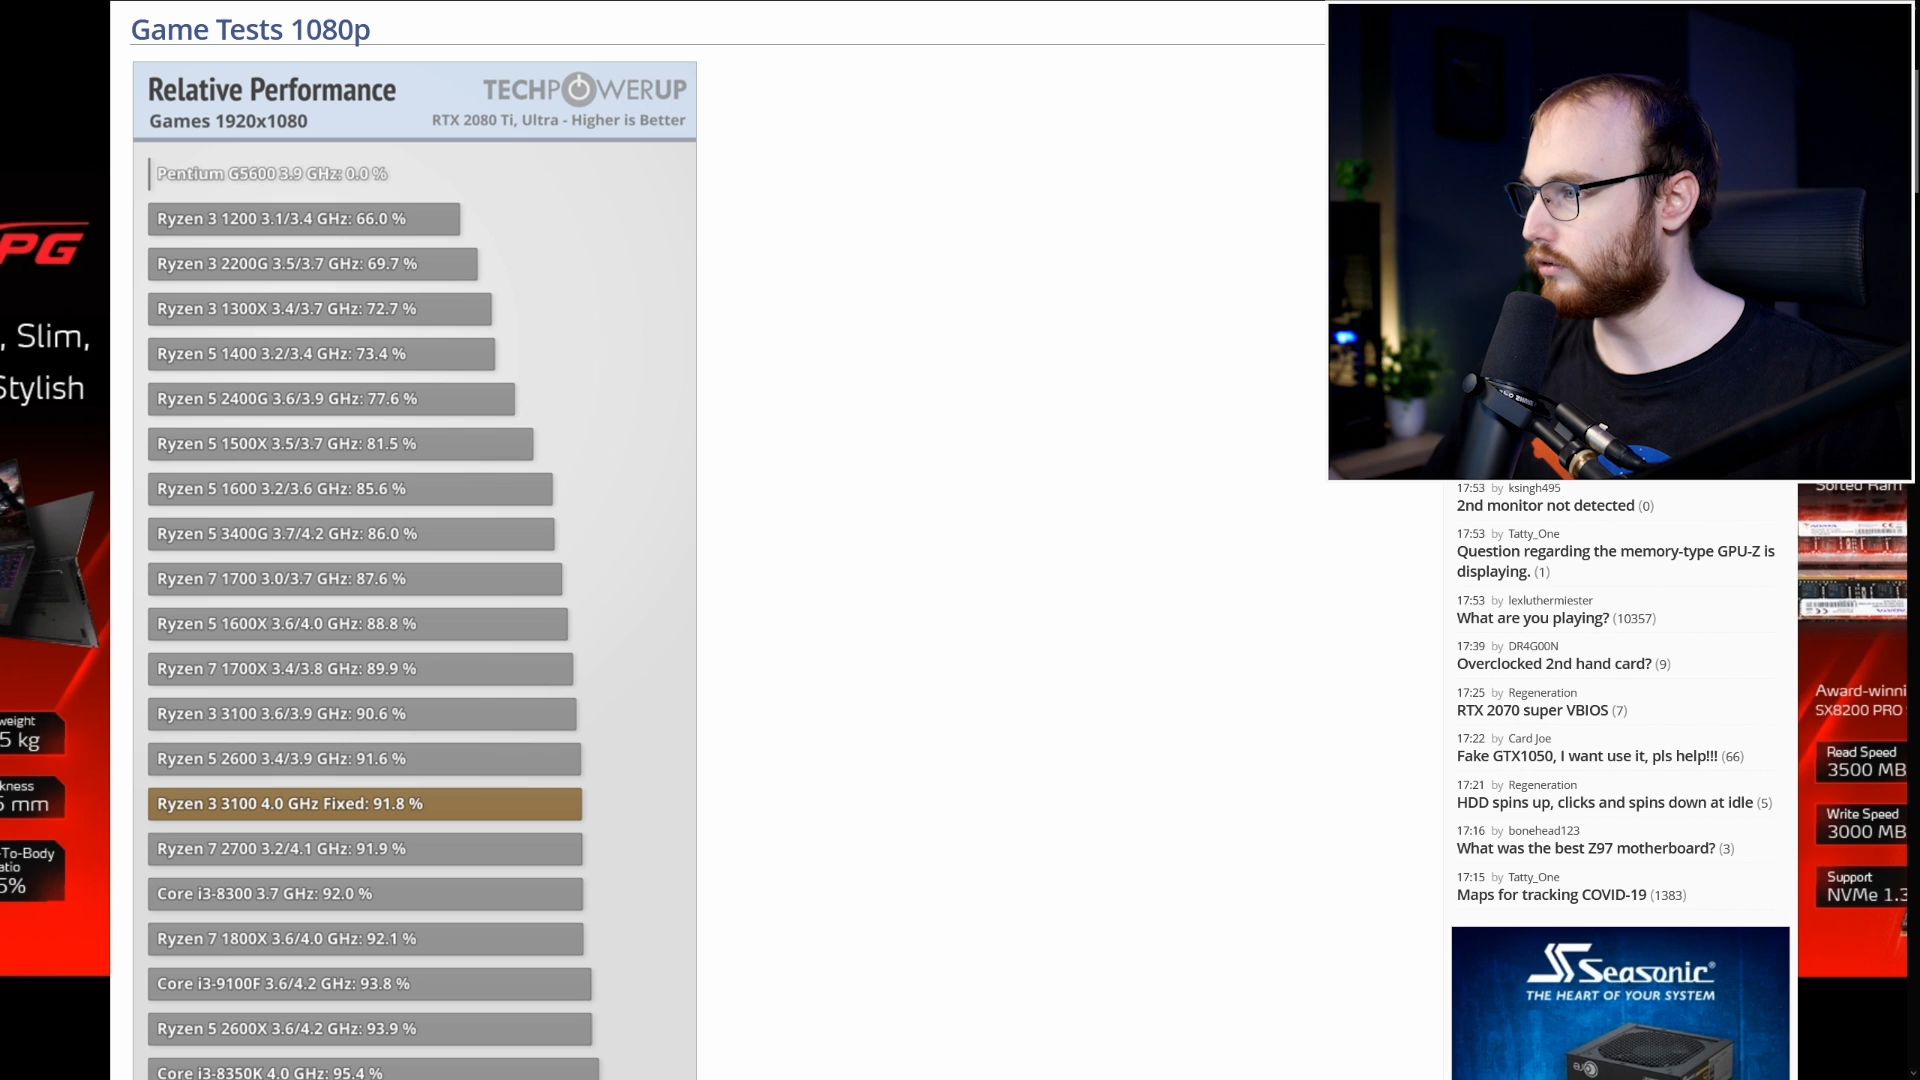 Game Tests 1080p
Relative Performance
TECHPOWERUP
Games 1920x1080
RTX 2080 Ti, Ultra - Higher is Better
Pentium G5600 3.9 GHz: 0.0 %
Ryzen 3 1200 3.1/3.4 GHz: 66.0 %
Ryzen 3 2200G 3.5/3.7 GHz: 69.7 %
Ryzen 3 1300X 3.4/3.7 GHz: 72.7 %
Ryzen 5 1400 3.2/3.4 GHz: 73.4 %
Ryzen 5 2400G 3.6/3.9 GHz: 77.6 %
Ryzen 5 1500X 3.5/3.7 GHz: 81.5 %
Ryzen 5 1600 3.2/3.6 GHz: 85.6 %
Ryzen 5 3400G 3.7/4.2 GHz: 86.0 %
Ryzen 7 1700 3.0/3.7 GHz: 87.6 %
Ryzen 5 1600X 3.6/4.0 GHz: 88.8 %
Ryzen 7 1700X 3.4/3.8 GHz: 89.9 %
Ryzen 3 3100 3.6/3.9 GHz: 90.6 %
Ryzen 5 2600 3.4/3.9 GHz: 91.6 %
Ryzen 3 3100 4.0 GHz Fixed: 91.8 %
Ryzen 7 2700 3.2/4.1 GHz: 91.9 %
Core i3-8300 3.7 GHz: 92.0 %
Ryzen 7 1800X 3.6/4.0 GHz: 92.1 %
Core i3-9100F 3.6/4.2 GHz: 93.8 %
Ryzen 5 2600X 3.6/4.2 GHz: 93.9 %
Core i3-8350K 4.0 GHz: 95.4 %
PG
, Slim,
Stylish
weight
5 kg
kness
5 mm
-To-Body
atio
5%
17:53 by ksingh495
2nd monitor not detected (0)
17:53 by Tatty_One
Question regarding the memory-type GPU-Z is
displaying. (1)
17:53 by lexluthermiester
What are you playing? (10357)
17:39 by DR4G00N
Overclocked 2nd hand card? (9)
17:25 by Regeneration
RTX 2070 super VBIOS (7)
17:22 by Card Joe
Fake GTX1050, I want use it, pls help!!! (66)
17:21 by Regeneration
HDD spins up, clicks and spins down at idle (5)
17:16 by bonehead123
What was the best Z97 motherboard? (3)
17:15 by Tatty_One
Maps for tracking COVID-19 (1383)
Seasonic®
THE HEART OF YOUR SYSTEM
Sorted Ram
Award-winni
SX8200 PRO
Read Speed
3500 MB
Write Speed
3000 MB
Support
NVMe 1.3